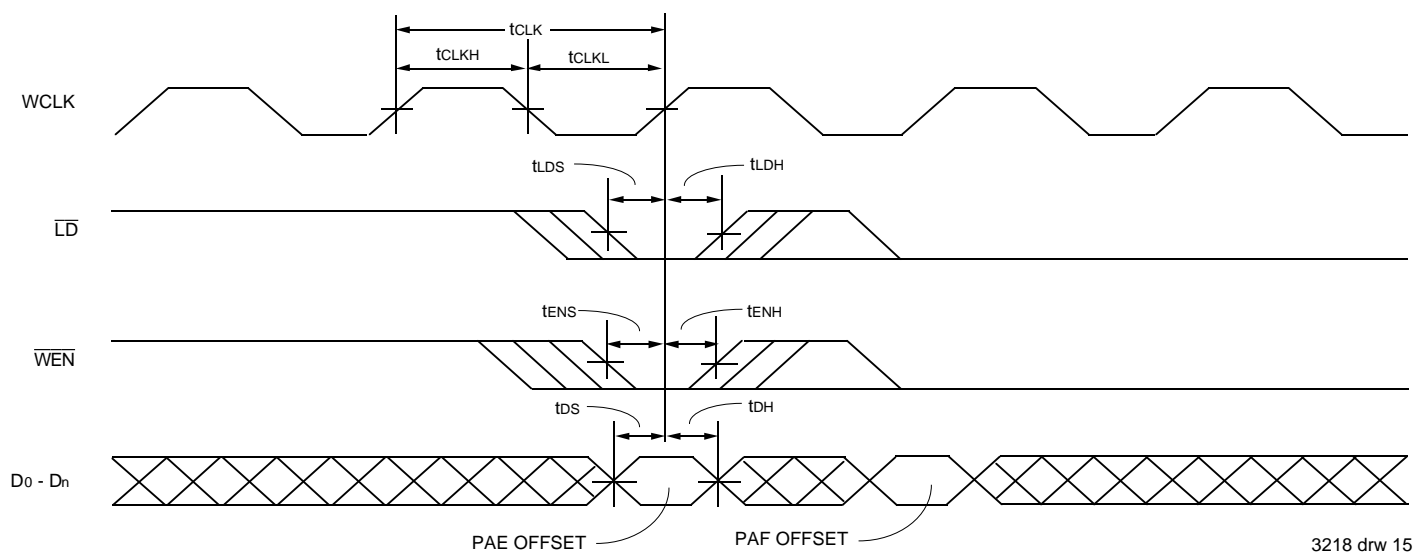 tCLK
tCLKH
tCLKL
WCLK
tLDS
tLDH
LD
tENS
tENH
WEN
tDS
tDH
D0 - Dn
PAE OFFSET
PAF OFFSET
3218 drw 15